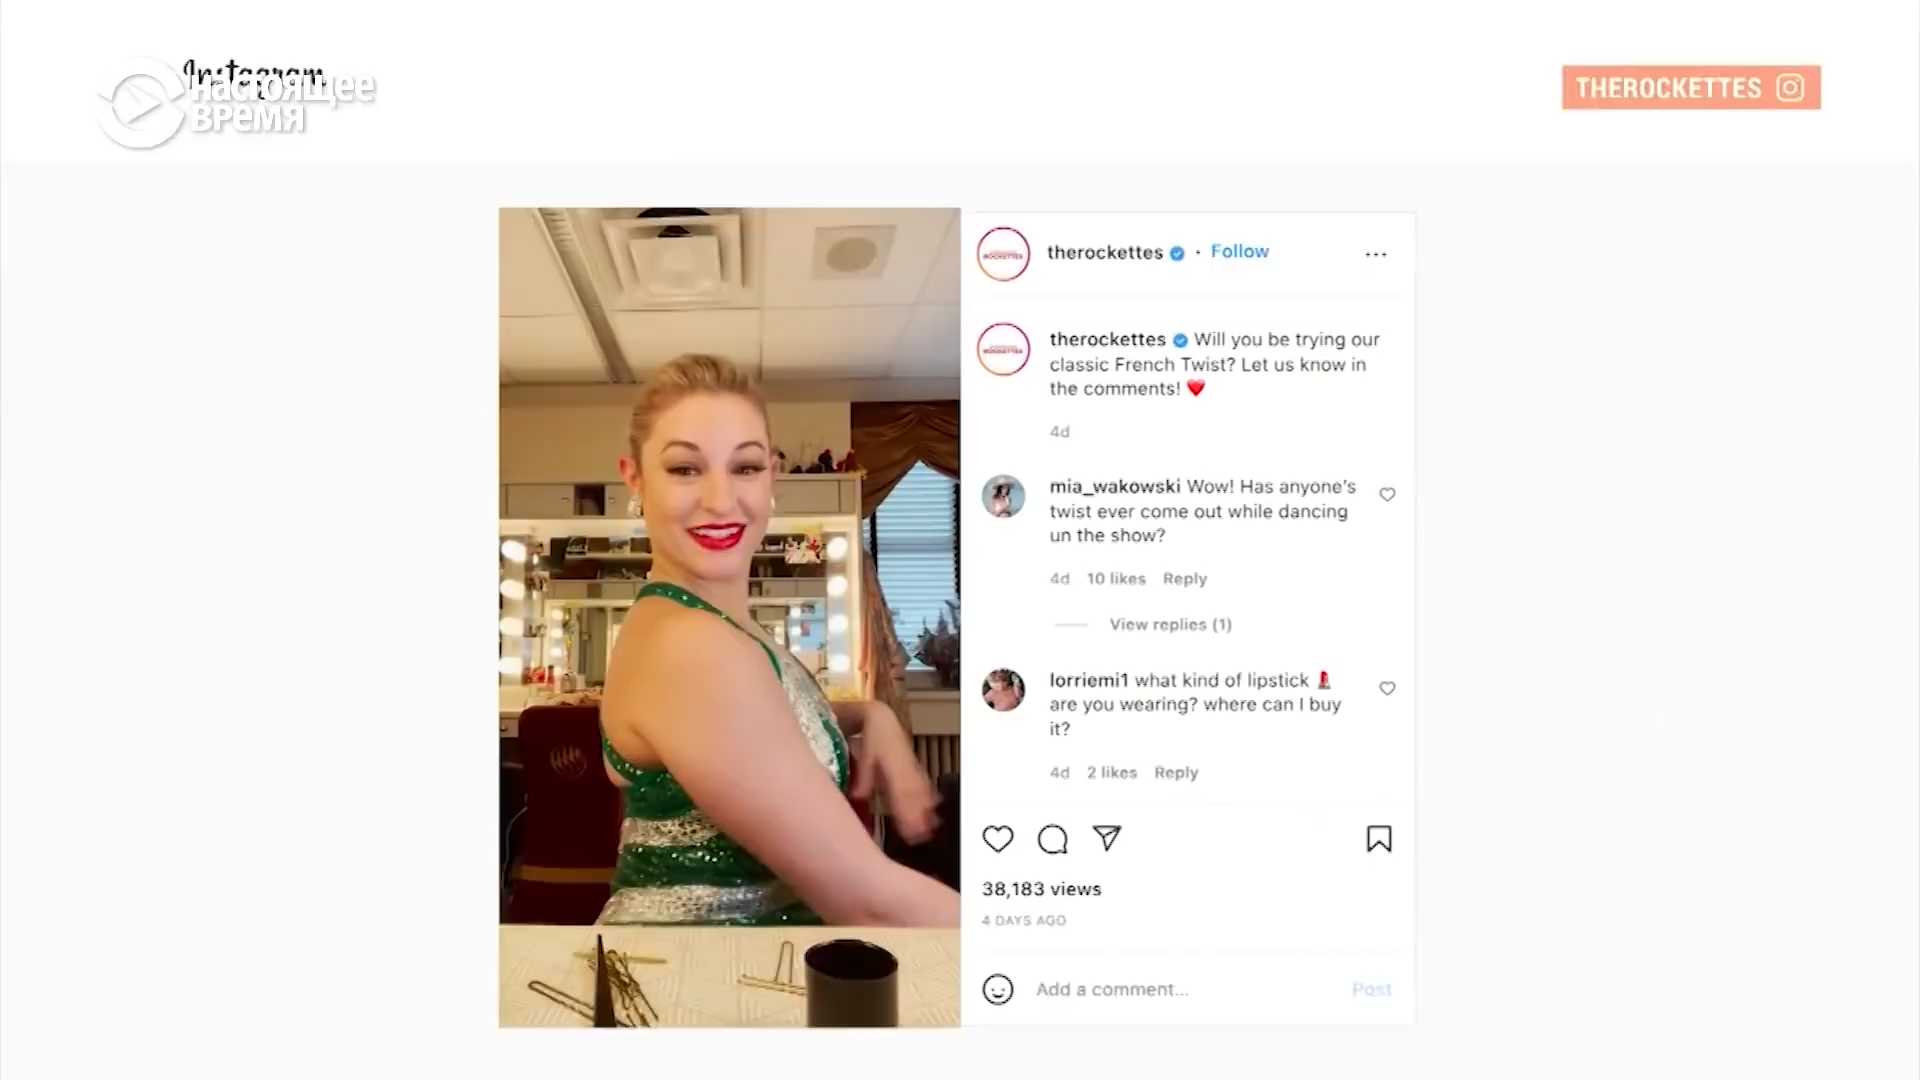 Instagram
настоящее
время
THEROCKETTES
therockettes • Follow
ROCKETTES
therockettes Will you be trying our
classic French Twist? Let us know in
the comments! ❤️
ROCKETTES
4d
mia_wakowski Wow! Has anyone's
twist ever come out while dancing
un the show?
4d 10 likes Reply
View replies (1)
lorriemi1 what kind of lipstick 💄
are you wearing? where can I buy
it?
4d 2 likes Reply
38,183 views
4 DAYS AGO
Add a comment... Post